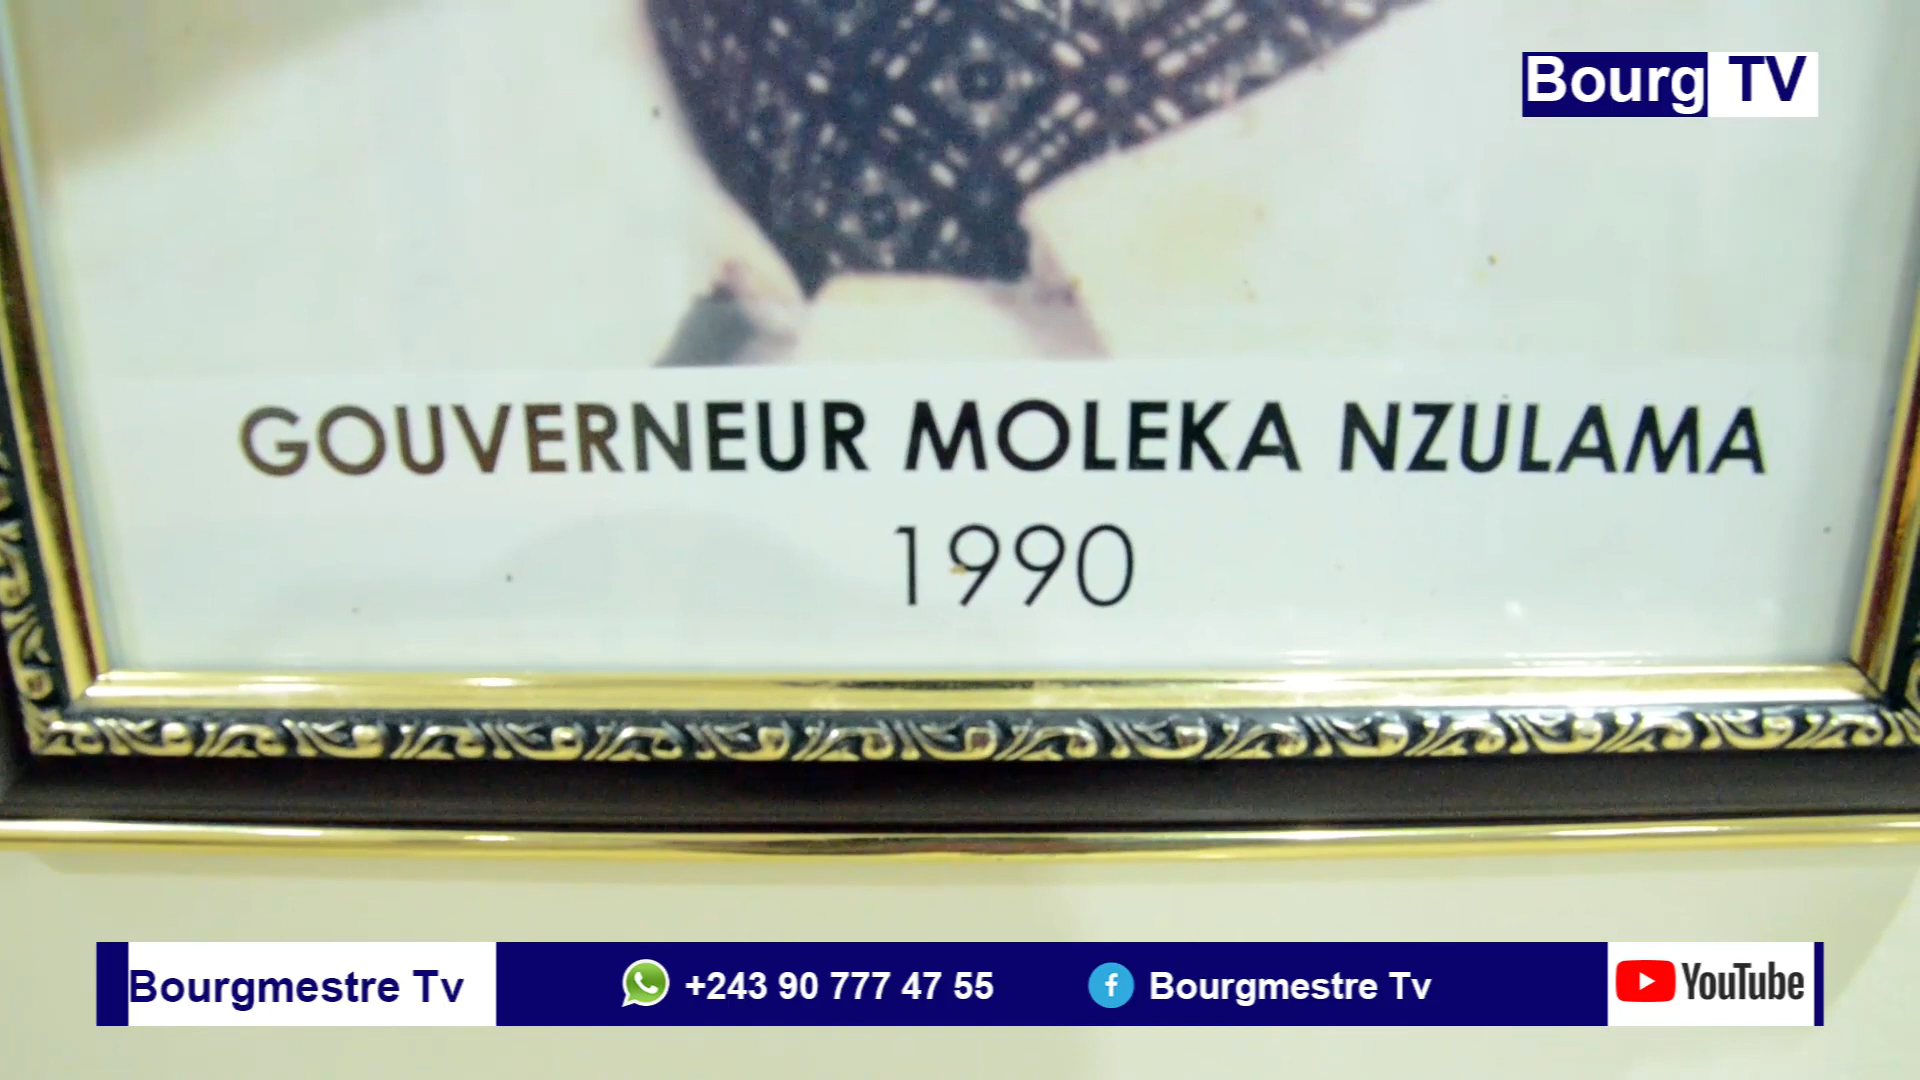 Bourg TV
GOUVERNEUR MOLEKA NZULAMA
1990
Bourgmestre Tv
+243 90 777 47 55
Bourgmestre Tv
YouTube